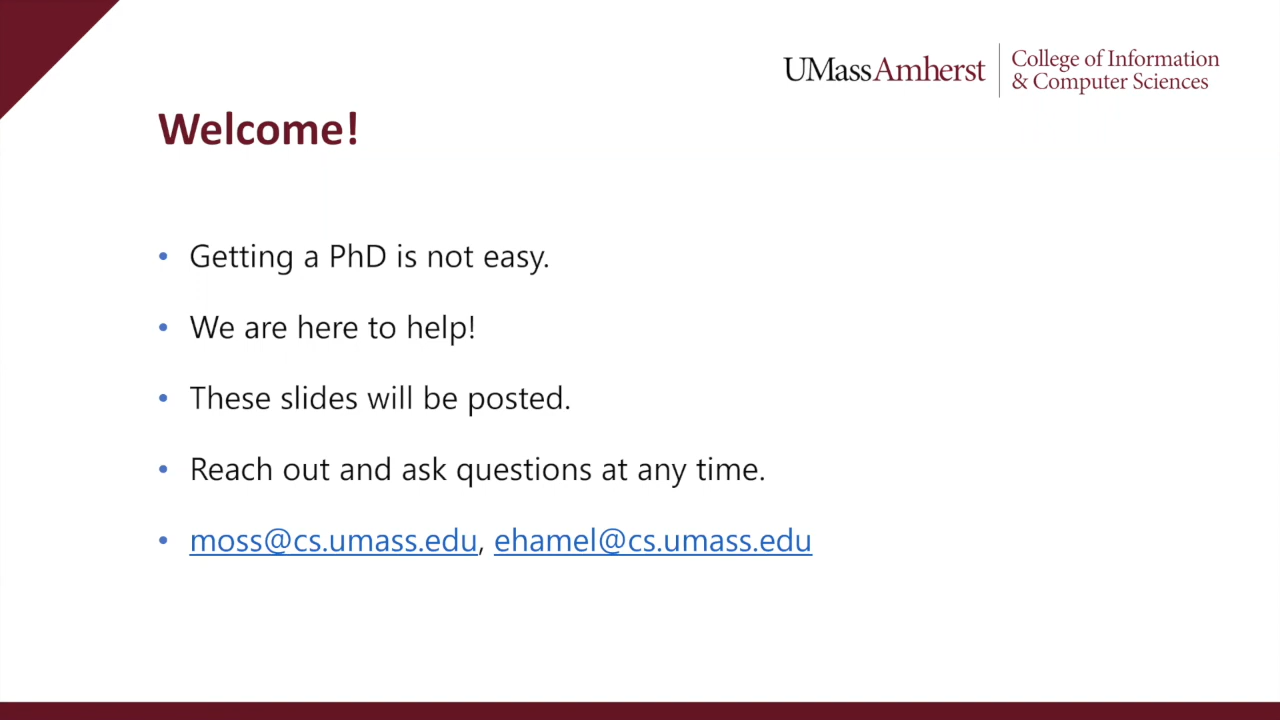 UMassAmherst
College of Information
& Computer Sciences
Welcome!
• Getting a PhD is not easy.
• We are here to help!
• These slides will be posted.
• Reach out and ask questions at any time.
• moss@cs.umass.edu, ehamel@cs.umass.edu